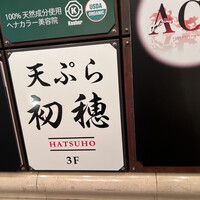 100% 天然成分使用
ヘナカラー美容院
K
Kosher
USDA
ORGANIC
AC
天ぷら
初穂
HATSUHO
3F